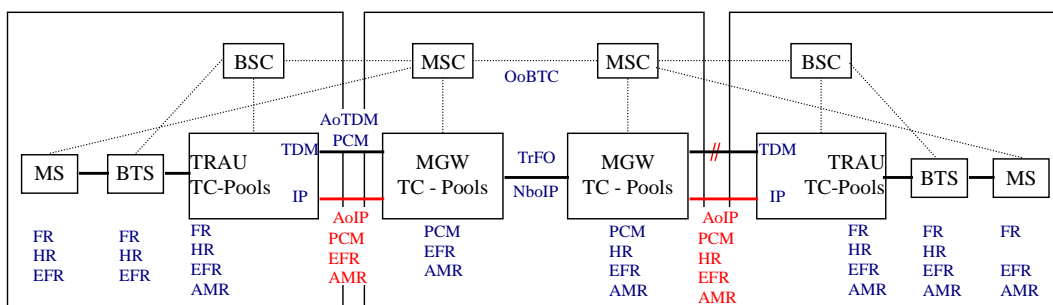 BSC
MSC
MSC
BSC
OoBTC
AoTDM
PCM
MS
BTS
TRAU
TC-Pools
TDM
IP
MGW
TC - Pools
TrFO
NboIP
MGW
TC - Pools
//
TDM
IP
TRAU
TC-Pools
BTS
MS
FR
HR
EFR
FR
HR
EFR
FR
HR
EFR
AMR
AoIP
PCM
EFR
AMR
PCM
EFR
AMR
PCM
HR
EFR
AMR
AoIP
PCM
HR
EFR
AMR
FR
HR
EFR
AMR
FR
HR
EFR
AMR
FR
EFR
AMR